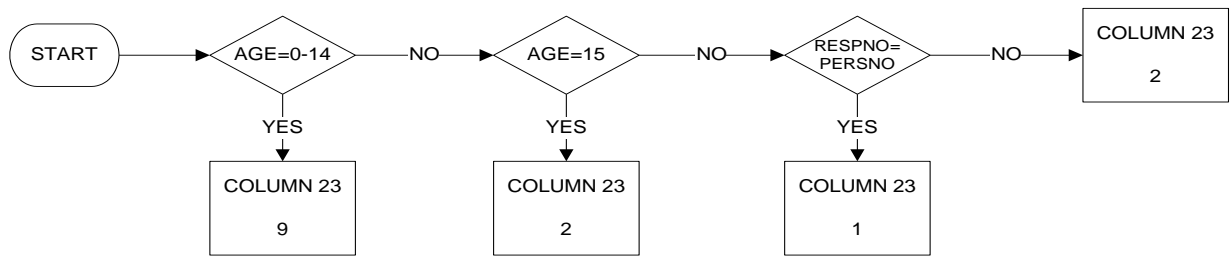 START
AGE=0-14
NO
AGE=15
NO
RESPNO=
PERSNO
NO
COLUMN 23
2
YES
YES
YES
COLUMN 23
9
COLUMN 23
2
COLUMN 23
1